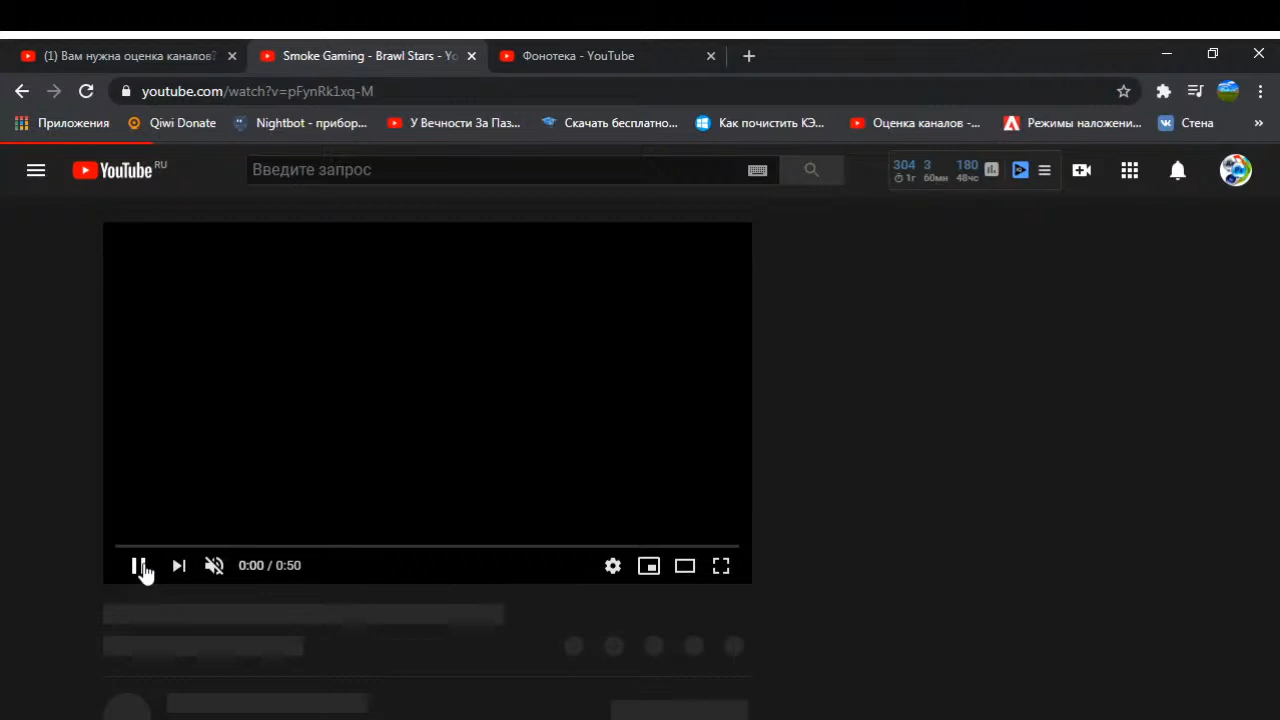 (1) Вам нужна оценка каналов?
Smoke Gaming - Brawl Stars - Yo
Фонотека - YouTube
youtube.com/watch?v=pFynRk1xq-M
Приложения
Qiwi Donate
Nightbot - прибор...
У Вечности За Паз...
Скачать бесплатно...
Как почистить КЭ...
Оценка каналов -...
Режимы наложени...
Стена
»
YouTube RU
Введите запрос
304 3 180
1г 60мн 48чс
0:00 / 0:50